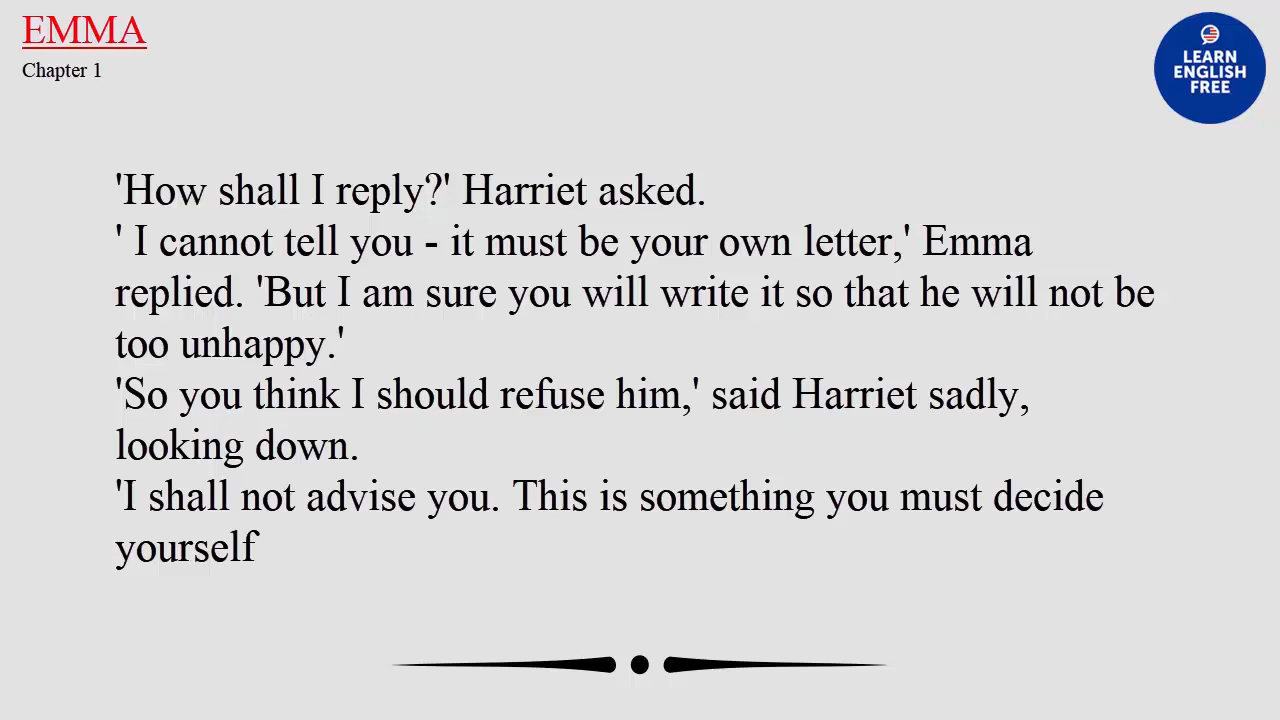 EMMA
Chapter 1
LEARN
ENGLISH
FREE
'How shall I reply?' Harriet asked.
' I cannot tell you - it must be your own letter,' Emma
replied. 'But I am sure you will write it so that he will not be
too unhappy.'
'So you think I should refuse him,' said Harriet sadly,
looking down.
'I shall not advise you. This is something you must decide
yourself